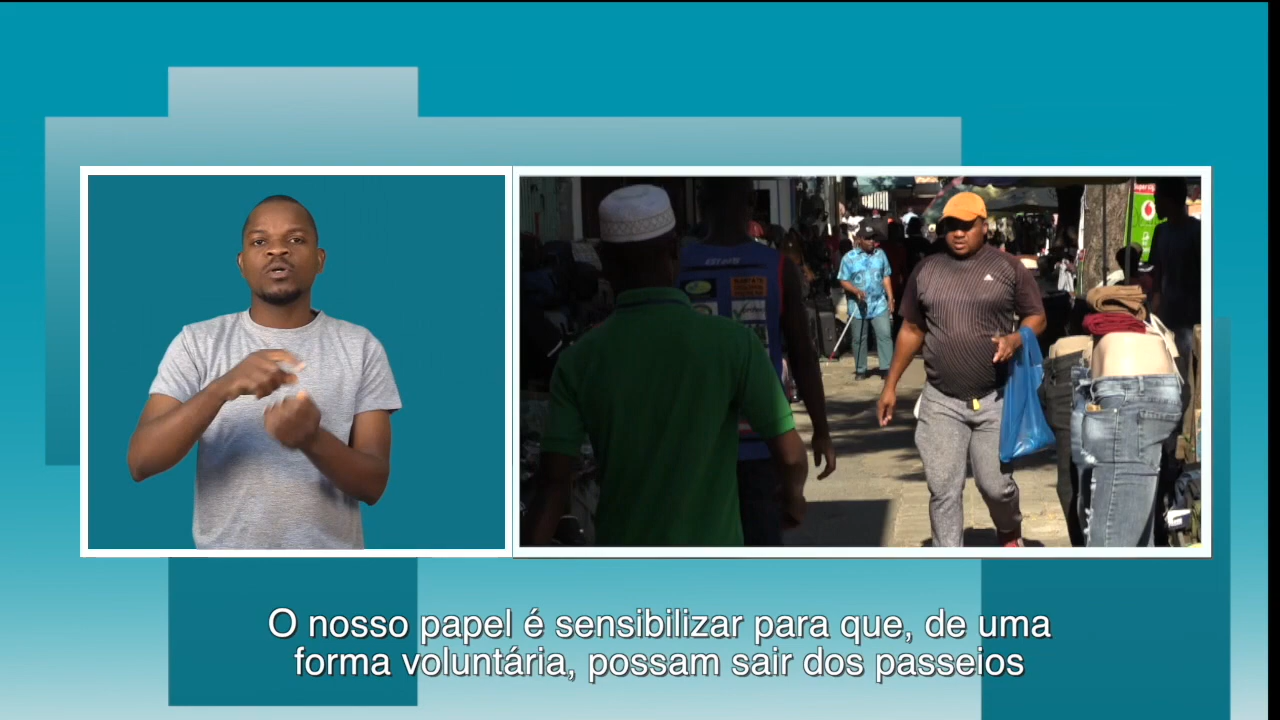 O nosso papel é sensibilizar para que, de uma
forma voluntária, possam sair dos passeios